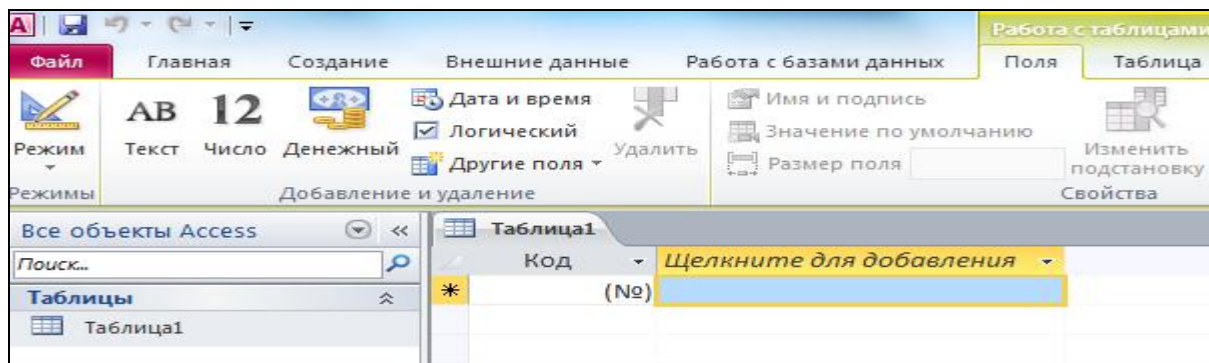 A
Работа с таблицами
Файл Главная Создание Внешние данные Работа с базами данных Поля Таблица
AB 12 Дата и время Имя и подпись
Логический Значение по умолчанию
Режим Текст Число Денежный Другие поля Удалить Размер поля Изменить подстановку
Режимы Добавление и удаление Свойства
Все объекты Access « Таблица1
Поиск... Код Щелкните для добавления
Таблицы * (№)
Таблица1